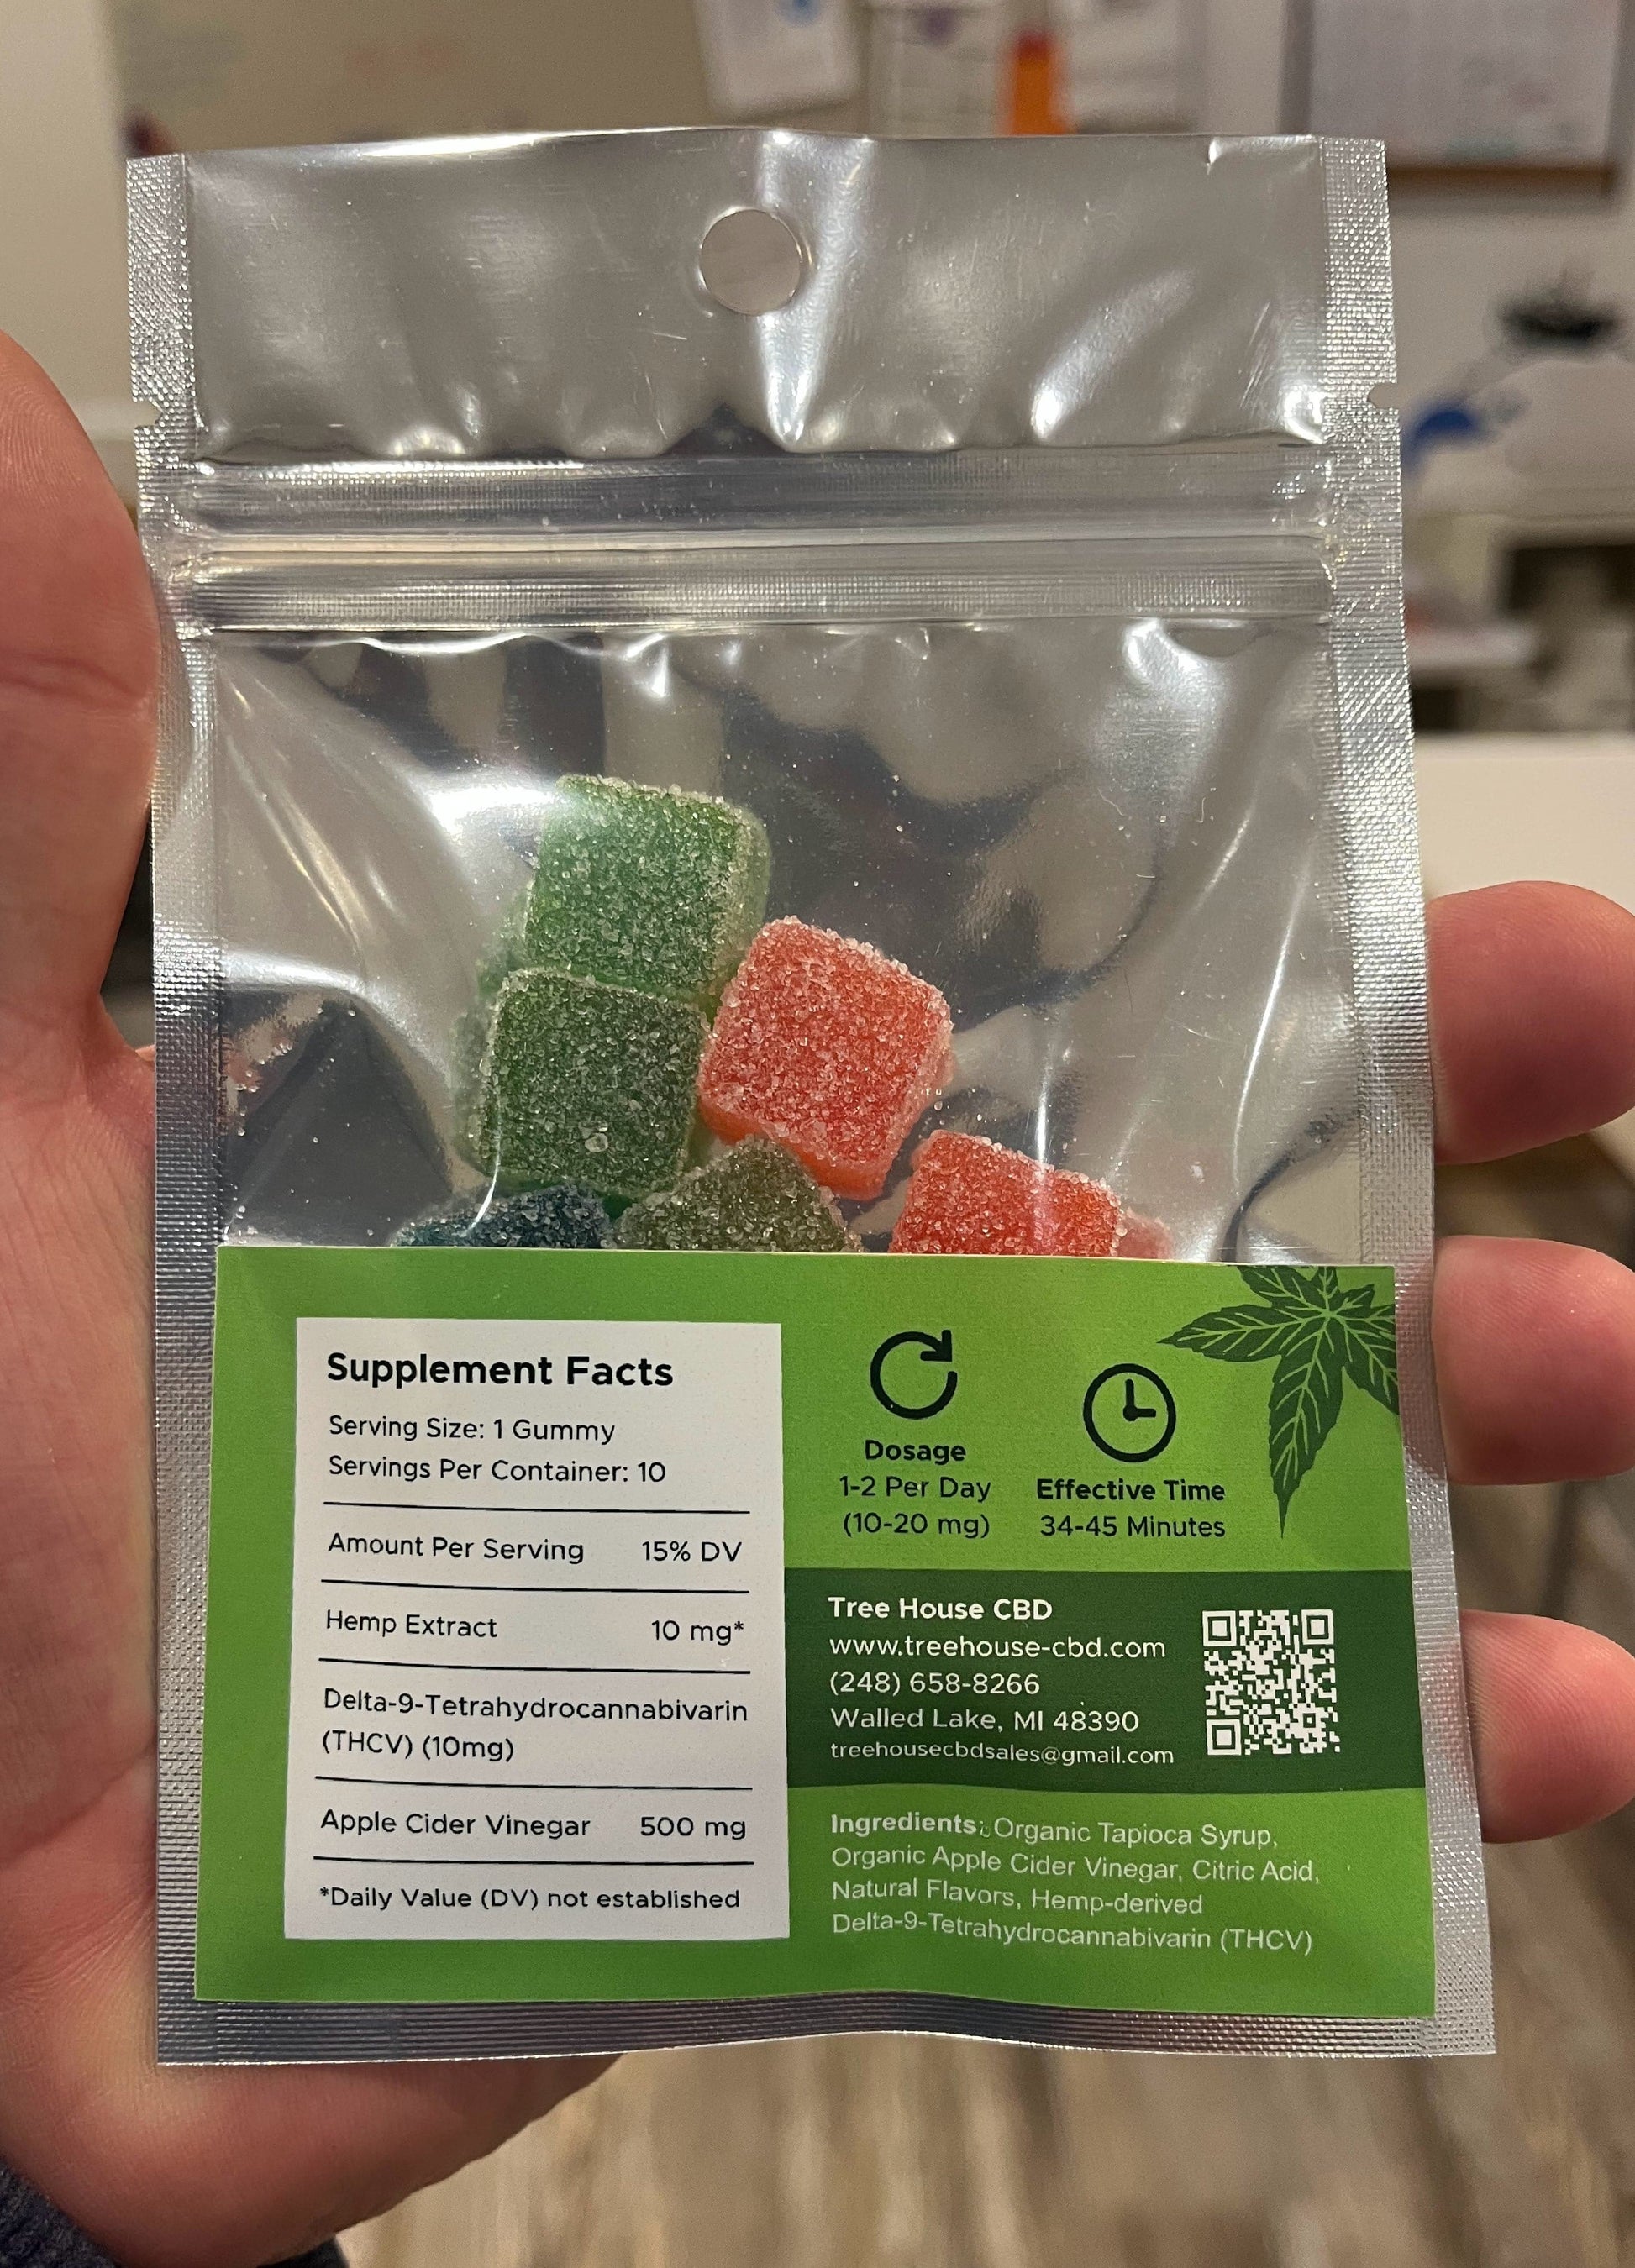 Supplement Facts
Serving Size: 1 Gummy
Servings Per Container: 10
Amount Per Serving 15% DV
Hemp Extract 10 mg*
Delta-9-Tetrahydrocannabivarin
(THCV) (10mg)
Apple Cider Vinegar 500 mg
*Daily Value (DV) not established
Dosage
1-2 Per Day
(10-20 mg)
Effective Time
34-45 Minutes
Tree House CBD
www.treehouse-cbd.com
(248) 658-8266
Walled Lake, MI 48390
treehousecbdsales@gmail.com
Ingredients: Organic Tapioca Syrup,
Organic Apple Cider Vinegar, Citric Acid,
Natural Flavors, Hemp-derived
Delta-9-Tetrahydrocannabivarin (THCV)